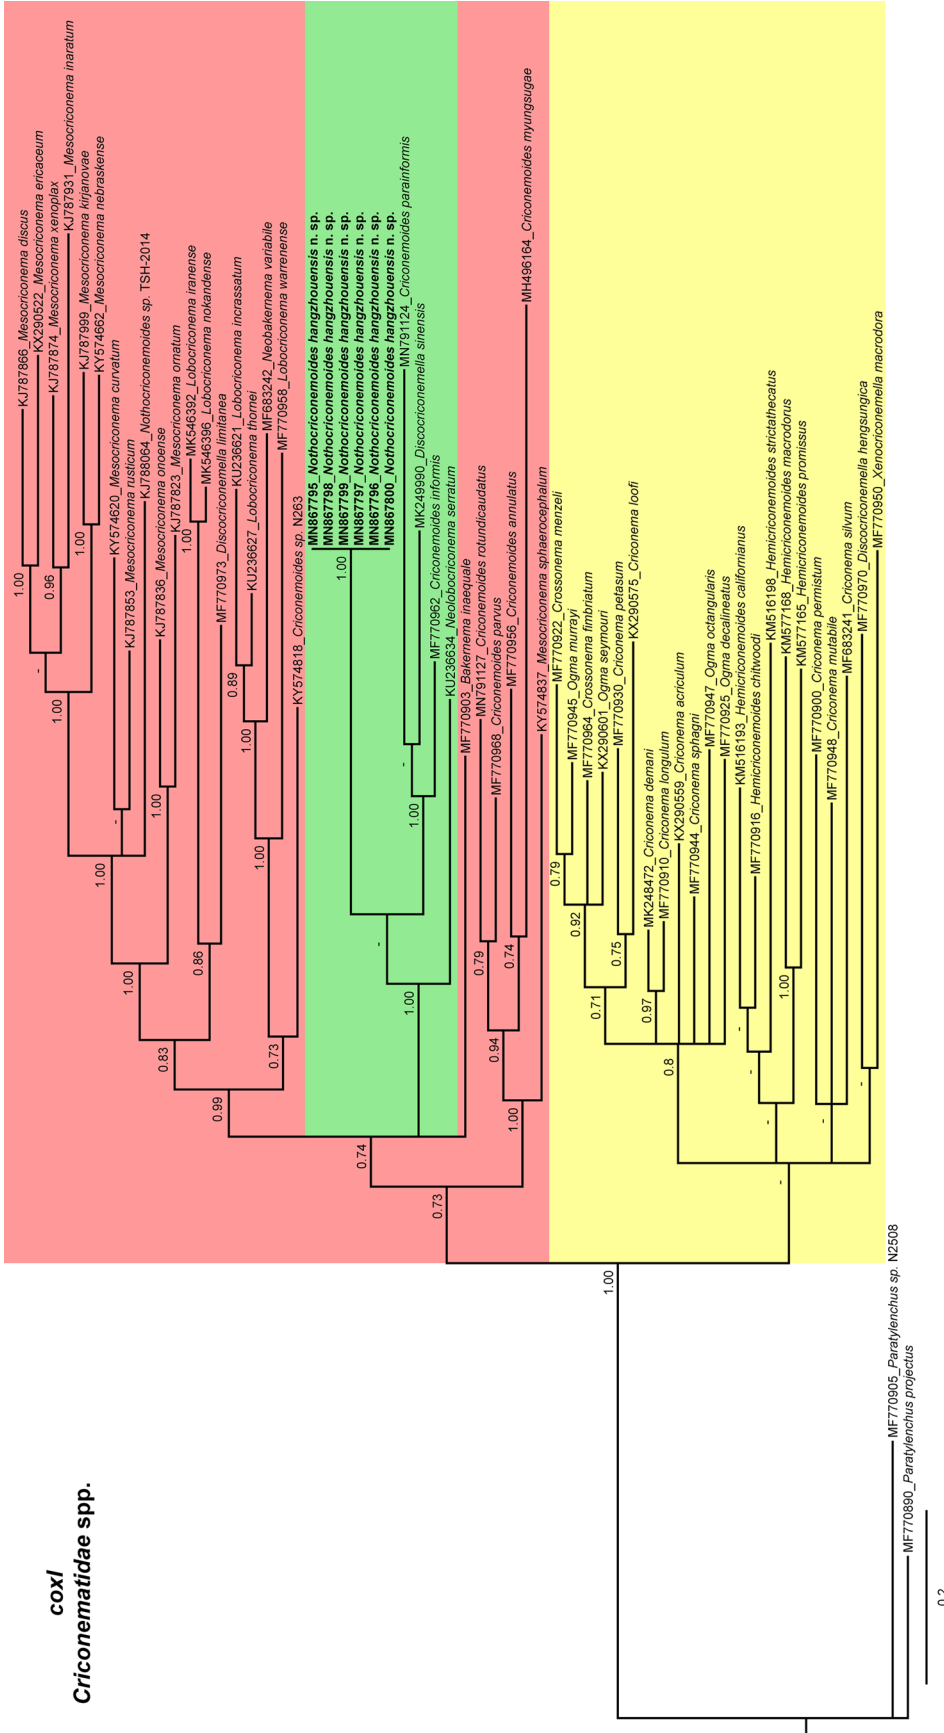 coxI
Criconematidae spp.
KJ787866_Mesocriconema discus
KX290522_Mesocriconema ericaceum
KJ787874_Mesocriconema xenoplax
KJ787931_Mesocriconema inaratum
KJ787999_Mesocriconema kirjanovae
KY574662_Mesocriconema nebraskense
KY574620_Mesocriconema curvatum
KJ787853_Mesocriconema rusticum
KJ788064_Nothocriconemoides sp. TSH-2014
KJ787836_Mesocriconema onoense
KJ787823_Mesocriconema ornatum
MK546392_Lobocriconema iranense
MK546396_Lobocriconema nokandense
MF770973_Discocriconemella limitanea
KU236621_Lobocriconema incrassatum
KU236627_Lobocriconema thornei
MF683242_Neobakernema variabile
MF770958_Lobocriconema warrenense
KY574818_Criconemoides sp. N263
MN867795_Nothocriconemoides hangzhouensis n. sp.
MN867798_Nothocriconemoides hangzhouensis n. sp.
MN867799_Nothocriconemoides hangzhouensis n. sp.
MN867797_Nothocriconemoides hangzhouensis n. sp.
MN867796_Nothocriconemoides hangzhouensis n. sp.
MN867800_Nothocriconemoides hangzhouensis n. sp.
MN791124_Criconemoides parainformis
MK249990_Discocriconemella sinensis
MF770962_Criconemoides informis
KU236634_Neolobocriconema serratum
MF770903_Bakernema inaequale
MN791127_Criconemoides rotundicaudatus
MF770968_Criconemoides parvus
MF770956_Criconemoides annulatus
MH496164_Criconemoides myungsugae
KY574837_Mesocriconema sphaerocephalum
MF770922_Crossonema menzeli
MF770945_Ogma murrayi
MF770964_Crossonema fimbriatum
KX290601_Ogma seymouri
MF770930_Criconema petasum
KX290575_Criconema loofi
MK248472_Criconema demani
MF770910_Criconema longulum
KX290559_Criconema acriculum
MF770944_Criconema sphagni
MF770947_Ogma octangularis
MF770925_Ogma decalineatus
KM516193_Hemicriconemoides californianus
MF770916_Hemicriconemoides chitwoodi
KM516198_Hemicriconemoides strictathecatus
KM577168_Hemicriconemoides macrodorus
KM577165_Hemicriconemoides promissus
MF770900_Criconema permistum
MF770948_Criconema mutabile
MF683241_Criconema silvum
MF770970_Discocriconemella hengsungica
MF770950_Xenocriconemella macrodora
MF770905_Paratylenchus sp. N2508
MF770890_Paratylenchus projectus
1.00
0.96
-
1.00
1.00
-
1.00
1.00
1.00
1.00
0.86
0.83
0.89
1.00
1.00
0.73
0.99
1.00
-
1.00
-
1.00
0.74
0.79
0.74
0.94
1.00
0.73
0.79
0.92
0.75
0.71
0.97
0.8
-
1.00
-
-
-
-
-
1.00
0.2